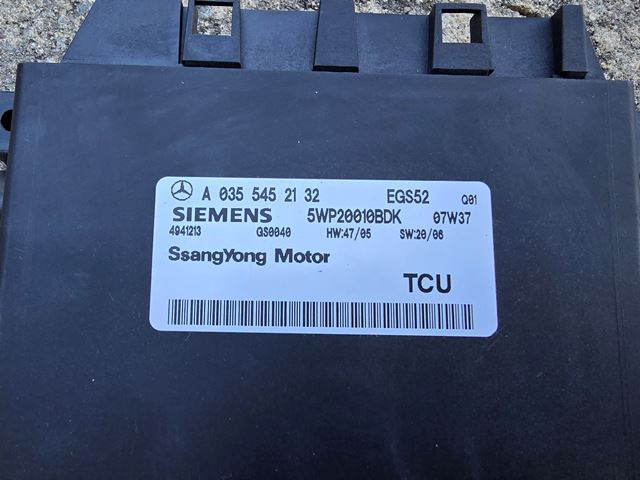 A 035 545 21 32 EGS52 Q01
SIEMENS 5WP20010BDK 07W37
4941213 GS0040 HW:47/05 SW:20/06
SsangYong Motor
TCU